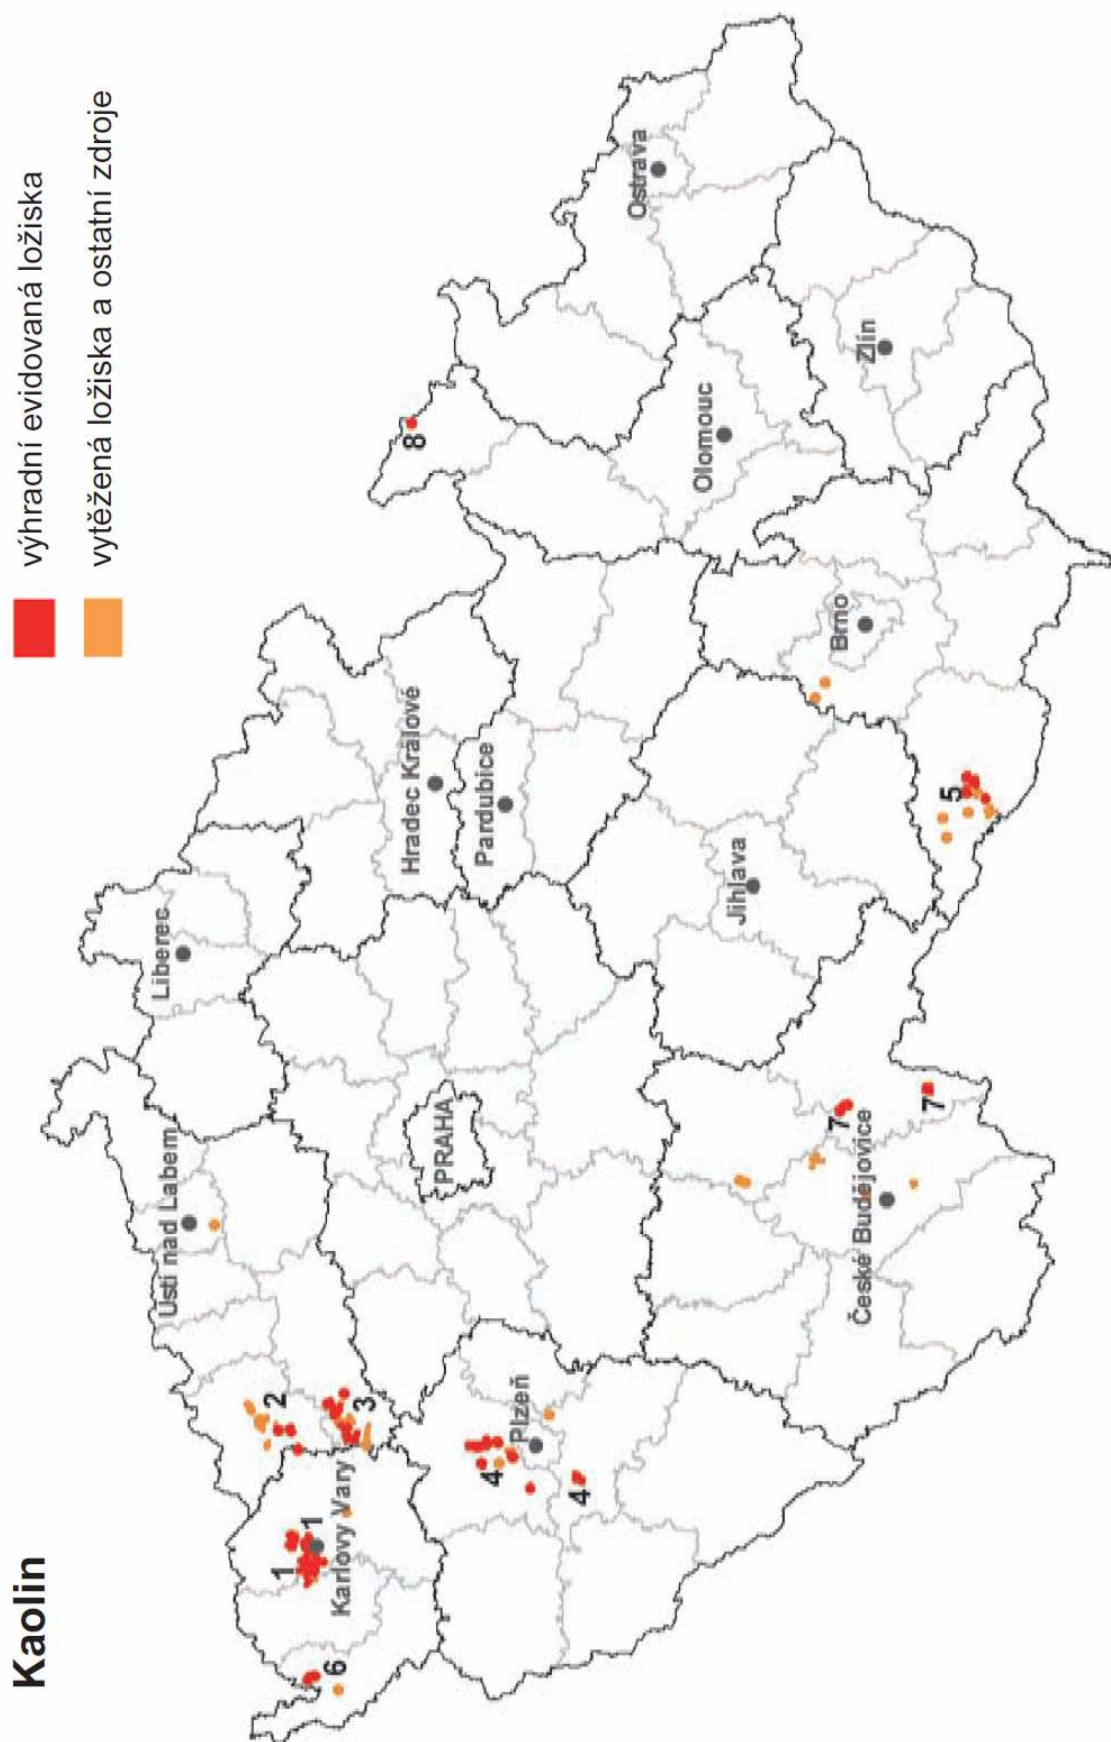 Kaolin
výhradní evidovaná ložiska
vytěžená ložiska a ostatní zdroje
Liberec
Ústí nad Labem
8
Ostrava
Hradec Králové
Pardubice
PRAHA
Olomouc
2
3
1
1
Karlovy Vary
6
Plzeň
4
4
Zlín
Brno
Jihlava
5
7
7
České Budějovice